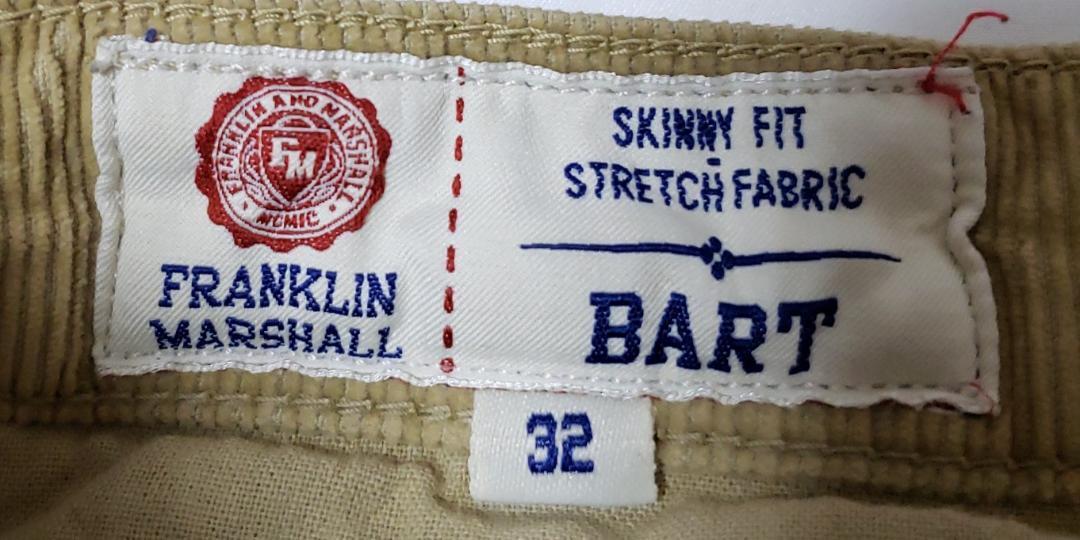 FRANKLIN AND MARSHALL
FM
MCMIC
FRANKLIN
MARSHALL
SKINNY FIT
-
STRETCH FABRIC
BART
32